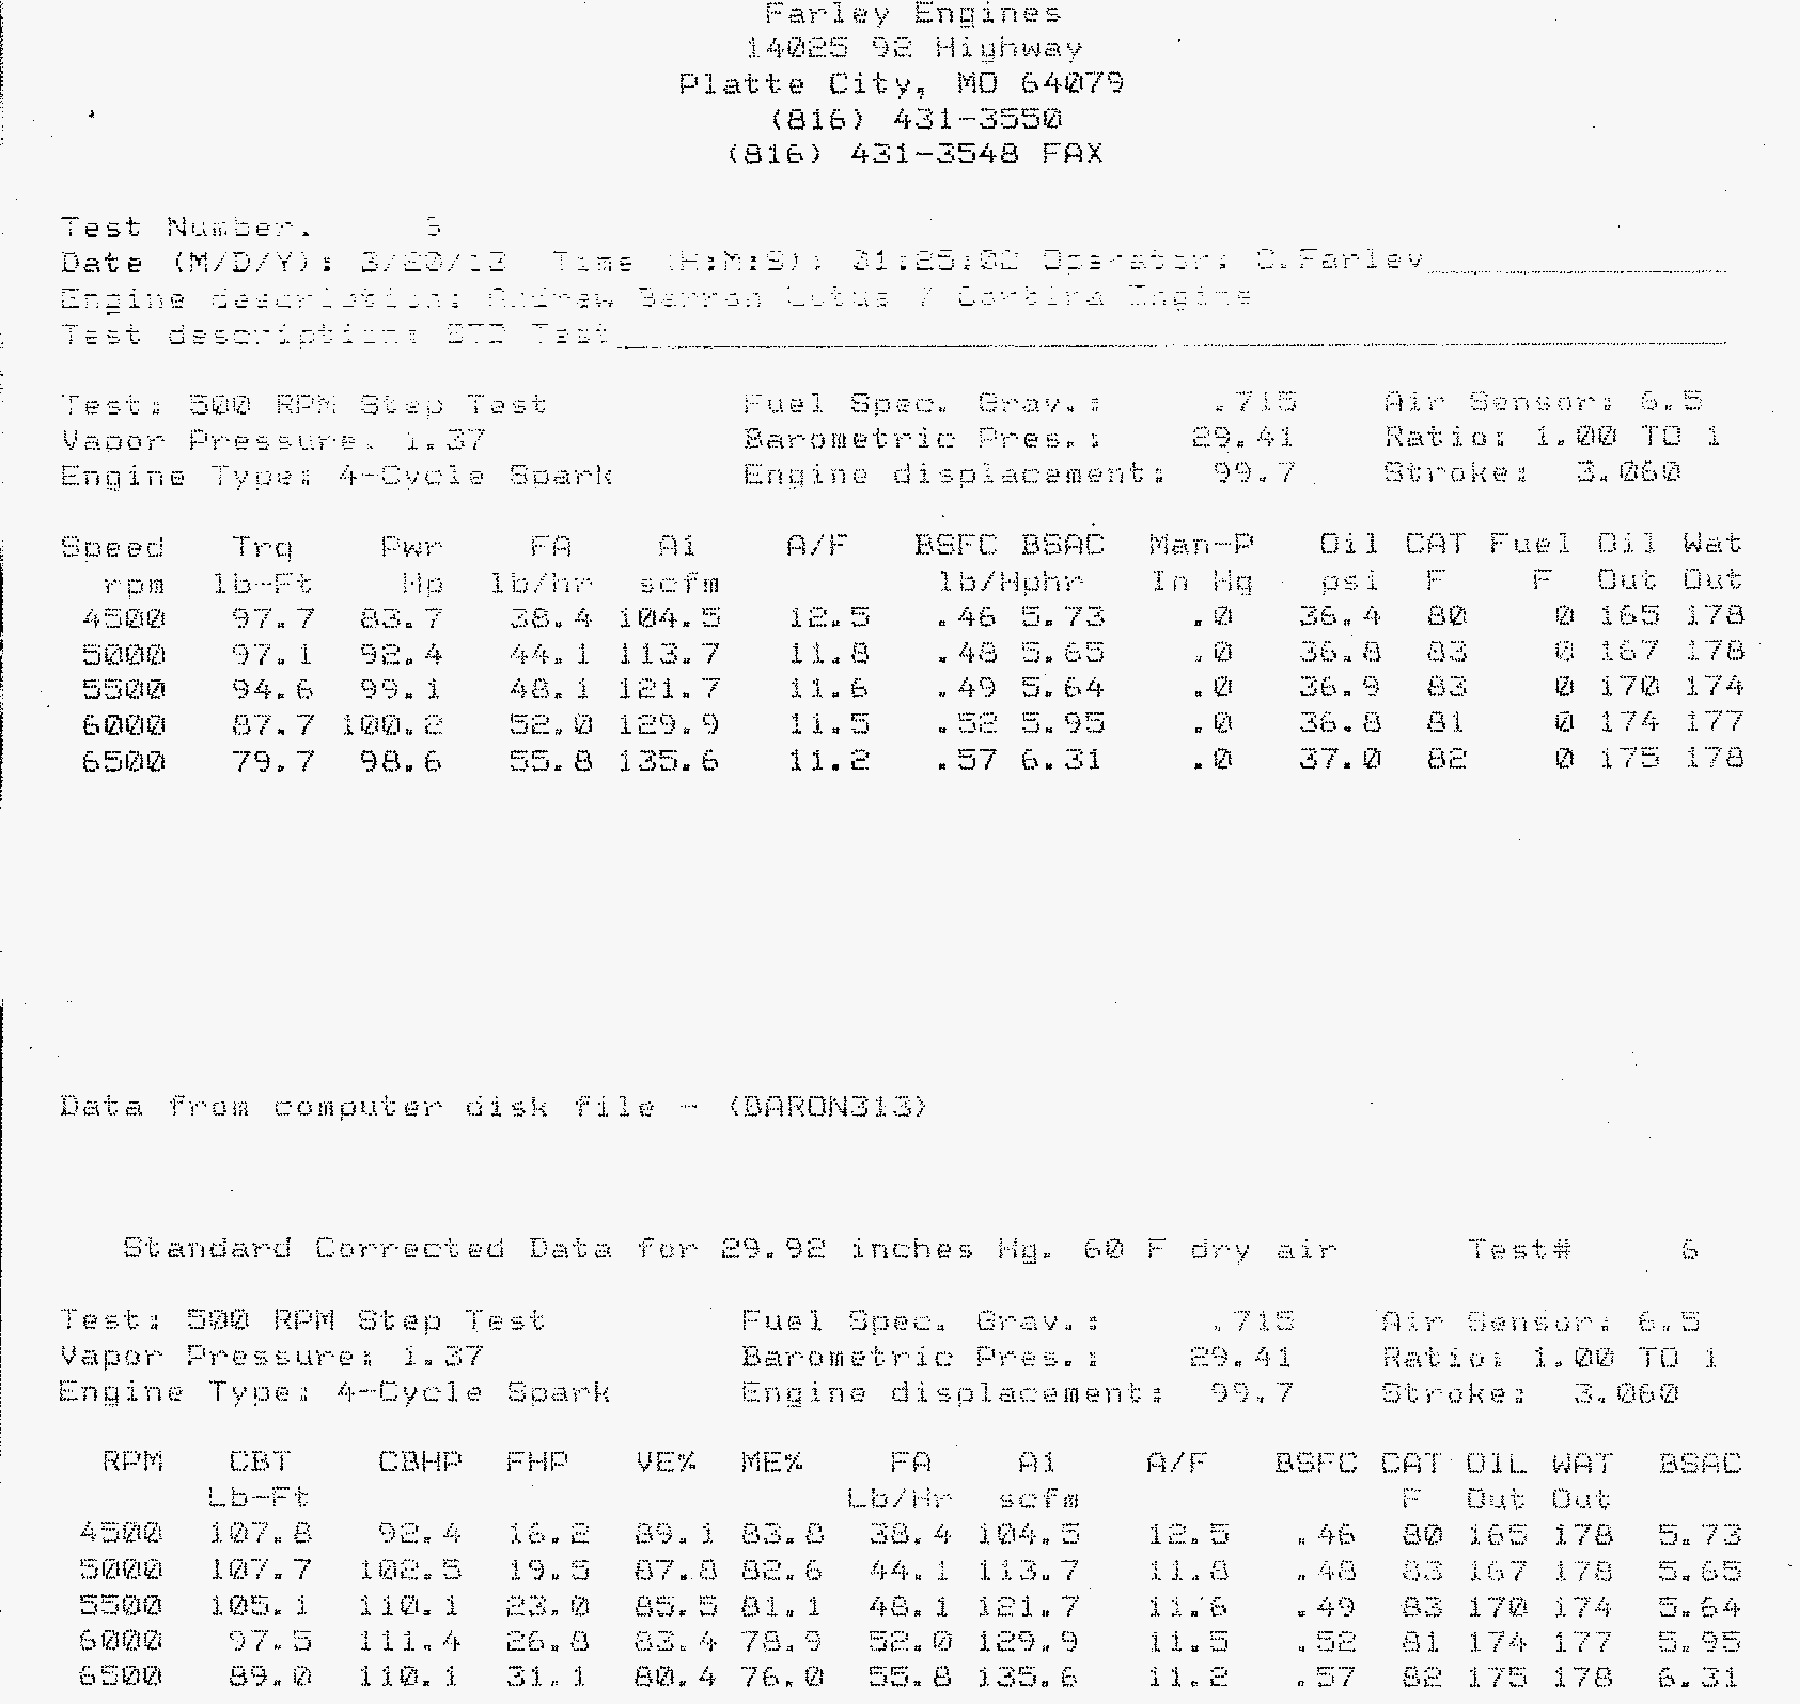 Farley Engines
14025 92 Highway
Platte City, MO 64079
(816) 431-3550
(816) 431-3548 FAX
Test Number. 
Date (M/D/Y): 3/20/13 Time (H:M:S): 01:25:02 Operator: C.Farley
Engine description: Andrew Barron Lotus 7 Cortina Engine
Test description: STD Test
Test: 500 RPM Step Test Fuel Spec. Grav.: .715 Air Sensor: 6.5
Vapor Pressure: 1.37 Barometric Pres.: 29.41 Ratio: 1.00 TO 1
Engine Type: 4-Cycle Spark Engine displacement: 99.7 Stroke: 3.060
Speed Trq Pwr FA A1 A/F BSFC BSAC Man-P Oil CAT Fuel Oil Wat
rpm lb-Ft Hp lb/hr scfm lb/Hphr In Hg psi F F Out Out
4500 97.7 83.7 38.4 104.5 12.5 .46 5.73 .0 36.4 80 0 165 178
5000 97.1 92.4 44.1 113.7 11.8 .48 5.65 .0 36.8 83 0 167 178
5500 94.6 99.1 48.1 121.7 11.6 .49 5.64 .0 36.9 83 0 170 174
6000 87.7 100.2 52.0 129.9 11.5 .52 5.95 .0 36.8 81 0 174 177
6500 79.7 98.6 55.8 135.6 11.2 .57 6.31 .0 37.0 82 0 175 178
Data from computer disk file - (BARON313)
Standard Corrected Data for 29.92 inches Hg. 60 F dry air Test# 6
Test: 500 RPM Step Test Fuel Spec. Grav.: .715 Air Sensor: 6.5
Vapor Pressure: 1.37 Barometric Pres.: 29.41 Ratio: 1.00 TO 1
Engine Type: 4-Cycle Spark Engine displacement: 99.7 Stroke: 3.060
RPM CBT CBHP FHP VE% ME% FA A1 A/F BSFC CAT OIL WAT BSAC
Lb-Ft Lb/Hr scfm F Out Out
4500 107.8 92.4 16.2 89.1 83.8 38.4 104.5 12.5 .46 80 165 178 5.73
5000 107.7 102.5 19.5 87.8 82.6 44.1 113.7 11.8 .48 83 167 178 5.65
5500 105.1 110.1 23.0 85.5 81.1 48.1 121.7 11.6 .49 83 170 174 5.64
6000 97.5 111.4 26.8 83.4 78.9 52.0 129.9 11.5 .52 81 174 177 5.95
6500 89.0 110.1 31.1 80.4 76.0 55.8 135.6 11.2 .57 82 175 178 6.31